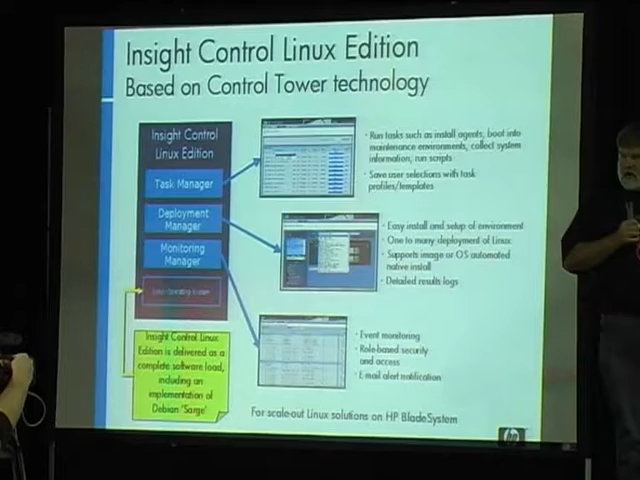 Insight Control Linux Edition
Based on Control Tower technology
Insight Control
Linux Edition
Task Manager
Deployment
Manager
Monitoring
Manager
Linux Operating System
Insight Control Linux
Edition is delivered as a
complete software load,
including an
implementation of
Debian 'Sarge'
· Run tasks such as install agents, boot into
maintenance environments, collect system
information, run scripts
· Save user selections with task
profiles/templates
· Easy install and setup of environment
· One to many deployment of Linux
· Supports image or OS automated
native install
· Detailed results logs
· Event monitoring
· Role-based security
and access
· E-mail alert notification
For scale-out Linux solutions on HP BladeSystem
hp